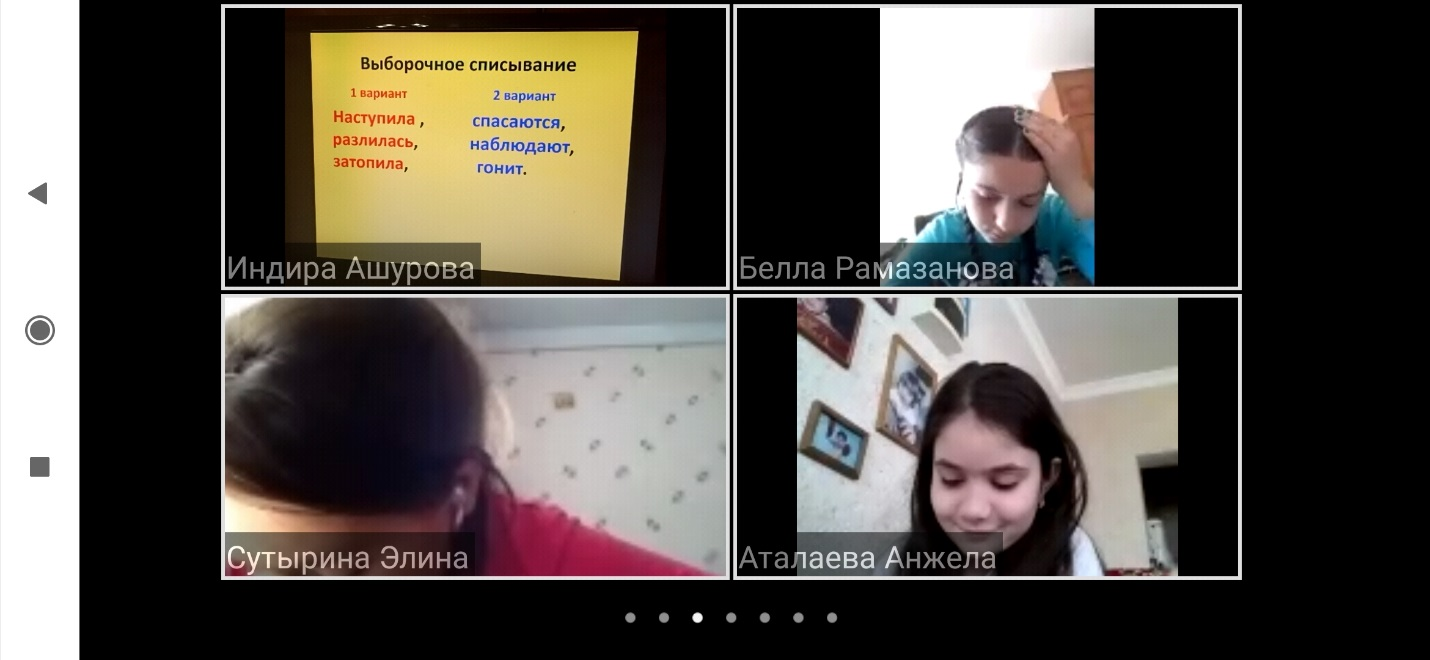 Выборочное списывание
1 вариант
2 вариант
Наступила ,
спасаются,
разлилась,
наблюдают,
затопила,
гонит.
Индира Ашурова
Белла Рамазанова
Сутырина Элина
Аталаева Анжела